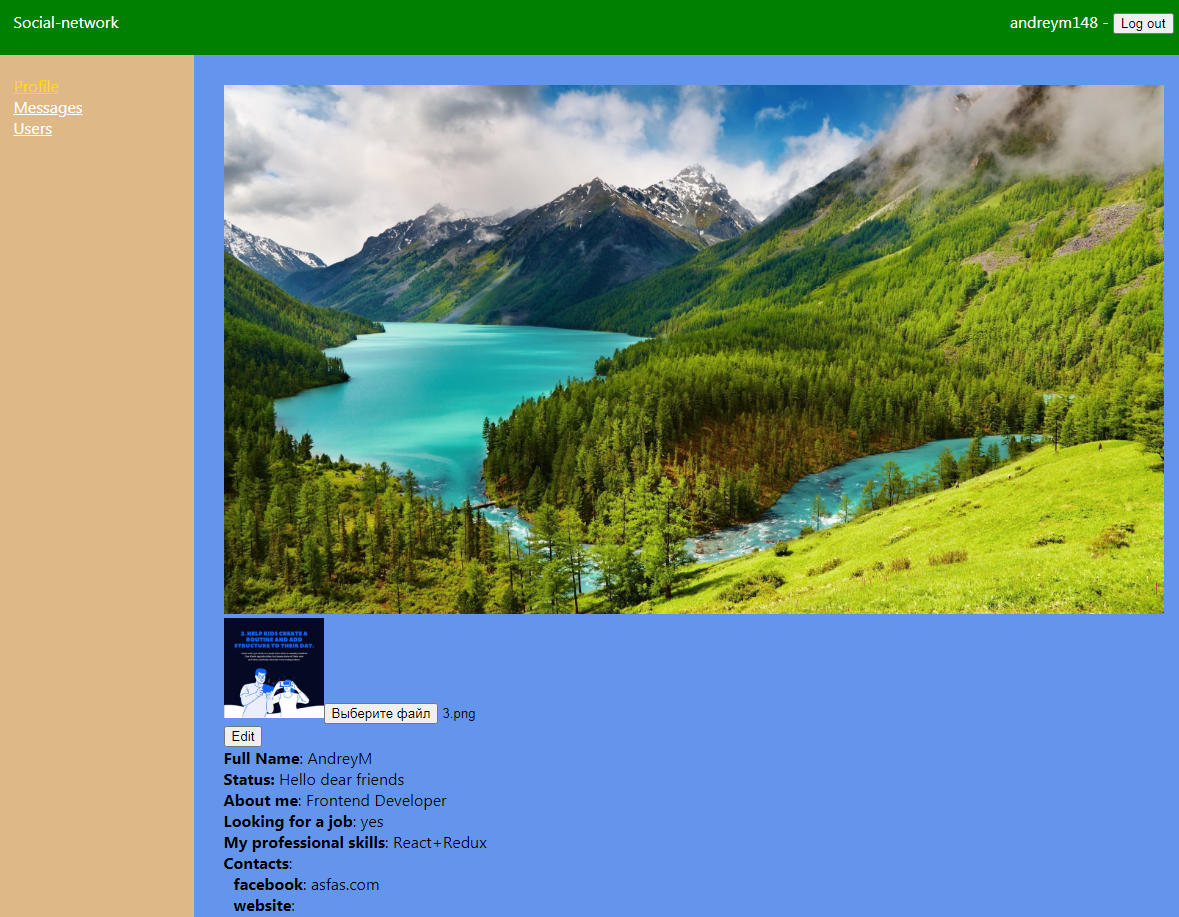 Social-network
andreym148 - Log out
Profile
Messages
Users
3. HELP KIDS CREATE A
ROUTINE AND ADD
STRUCTURE TO THEIR DAY.
Выберите файл 3.png
Edit
Full Name: AndreyM
Status: Hello dear friends
About me: Frontend Developer
Looking for a job: yes
My professional skills: React+Redux
Contacts:
facebook: asfas.com
website: